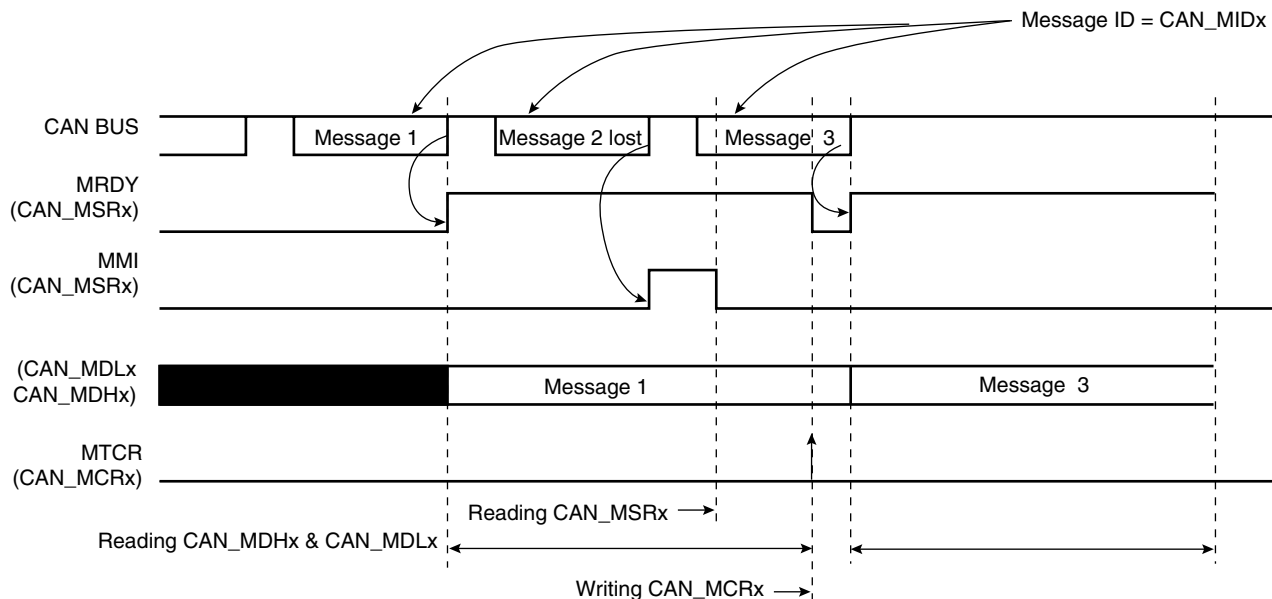 Message ID = CAN_MIDx
CAN BUS
Message 1
Message 2 lost
Message 3
MRDY
(CAN_MSRx)
MMI
(CAN_MSRx)
(CAN_MDLx
CAN_MDHx)
Message 1
Message 3
MTCR
(CAN_MCRx)
Reading CAN_MSRx
Reading CAN_MDHx & CAN_MDLx
Writing CAN_MCRx